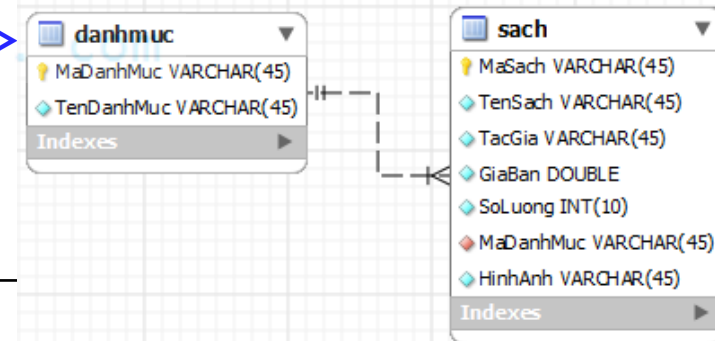 danhmuc
MaDanhMuc VARCHAR(45)
TenDanhMuc VARCHAR(45)
Indexes
sach
MaSach VARCHAR(45)
TenSach VARCHAR(45)
TacGia VARCHAR(45)
GiaBan DOUBLE
SoLuong INT(10)
MaDanhMuc VARCHAR(45)
HinhAnh VARCHAR(45)
Indexes